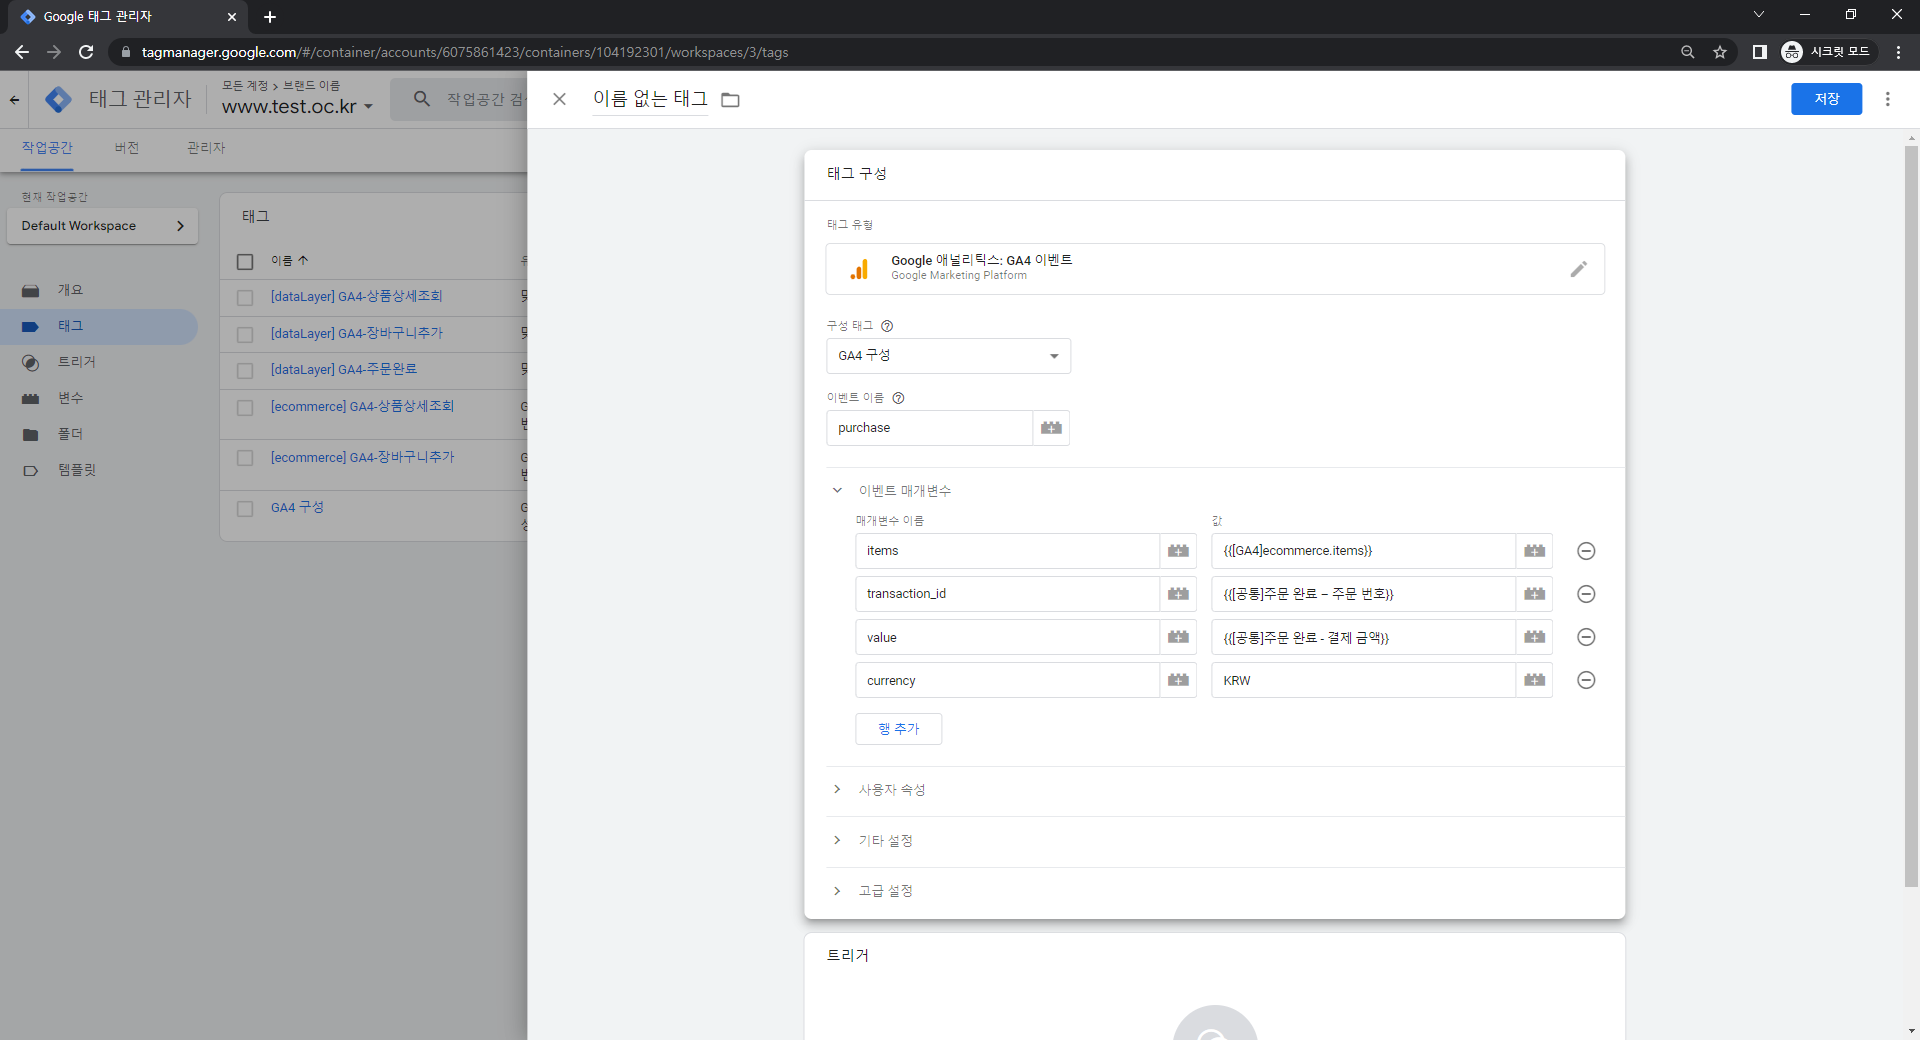 Google 태그 관리자
tagmanager.google.com/#/container/accounts/6075861423/containers/104192301/workspaces/3/tags
시크릿 모드
태그 관리자
모든 계정 > 브랜드 이름
www.test.oc.kr
작업공간 검
이름 없는 태그
저장
작업공간
버전
관리자
현재 작업공간
Default Workspace
개요
태그
트리거
변수
폴더
템플릿
태그
이름
[dataLayer] GA4-상품상세조회
[dataLayer] GA4-장바구니추가
[dataLayer] GA4-주문완료
[ecommerce] GA4-상품상세조회
[ecommerce] GA4-장바구니추가
GA4 구성
태그 구성
태그 유형
Google 애널리틱스: GA4 이벤트
Google Marketing Platform
구성 태그
GA4 구성
이벤트 이름
purchase
이벤트 매개변수
매개변수 이름 값
items {{[GA4]ecommerce.items}}
transaction_id {{[공통]주문 완료 – 주문 번호}}
value {{[공통]주문 완료 - 결제 금액}}
currency KRW
행 추가
사용자 속성
기타 설정
고급 설정
트리거